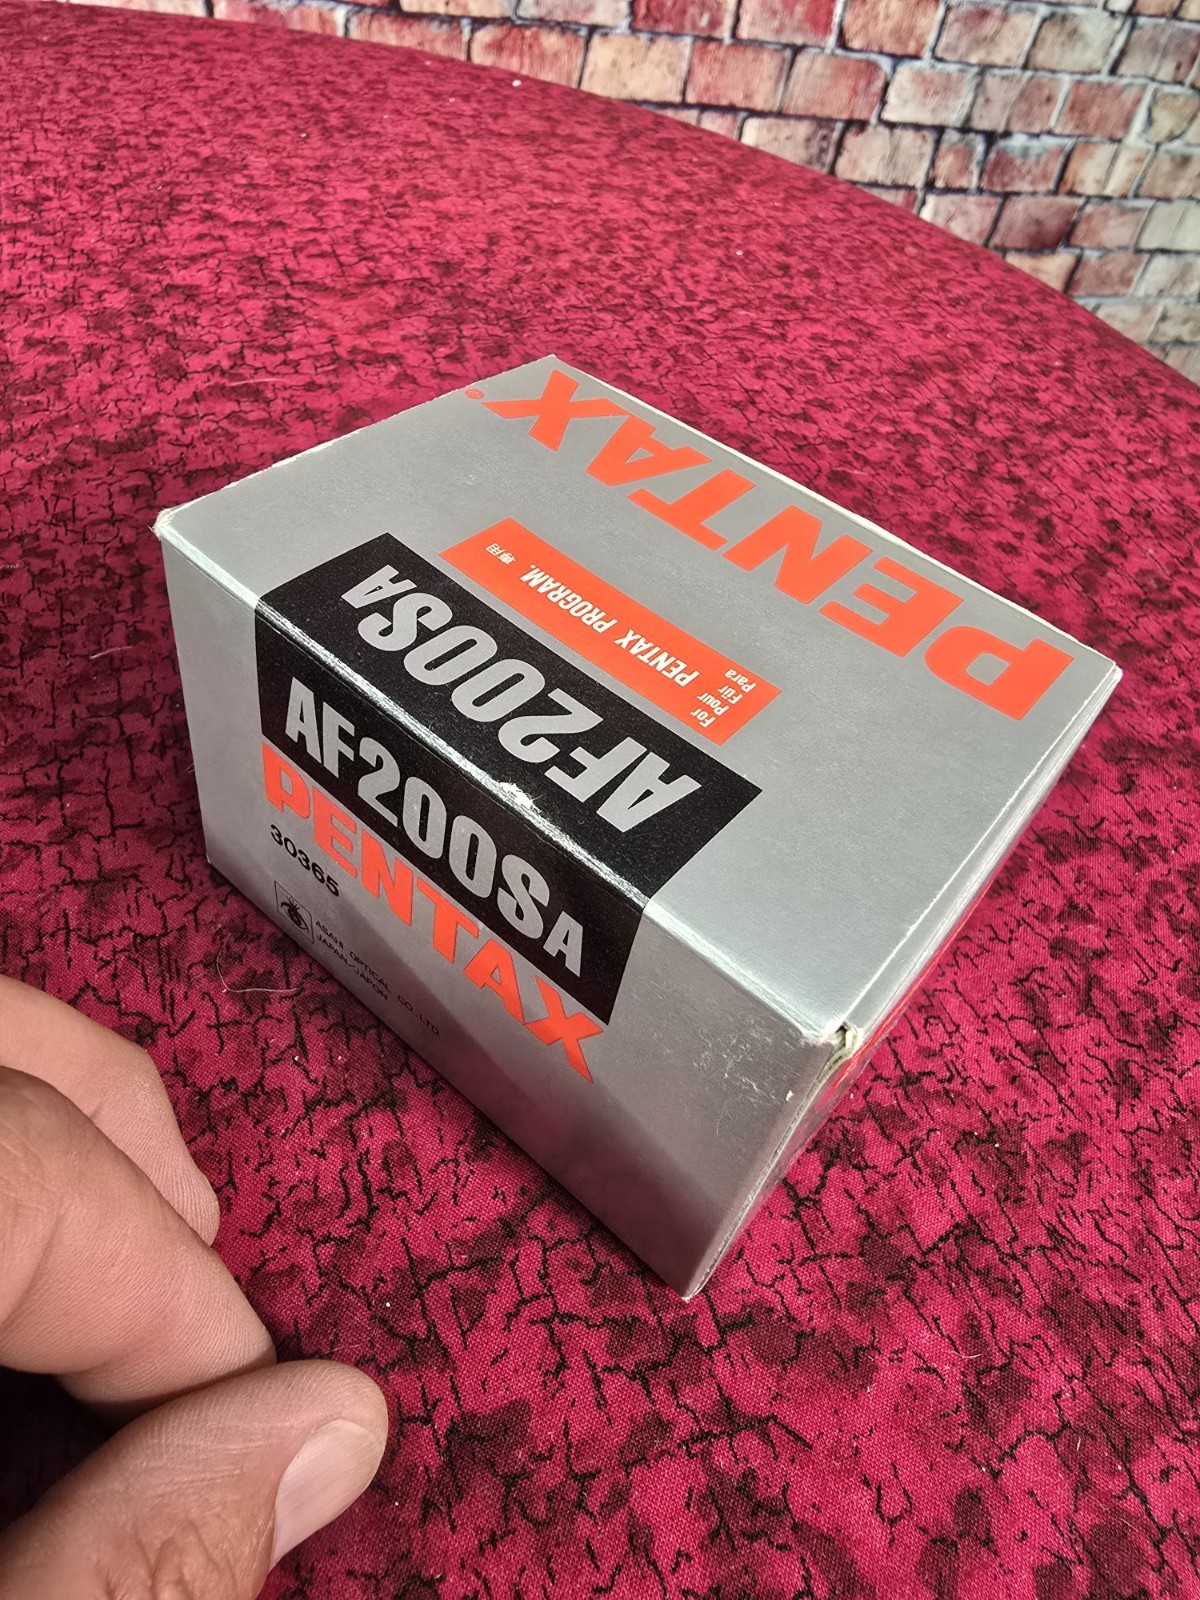 PENTAX®
For
Pour
Für
Para
PENTAX PROGRAM. 専用
AF200SA
AF200SA
PENTAX
30365
ASAHI OPTICAL CO.,LTD
JAPAN/JAPON